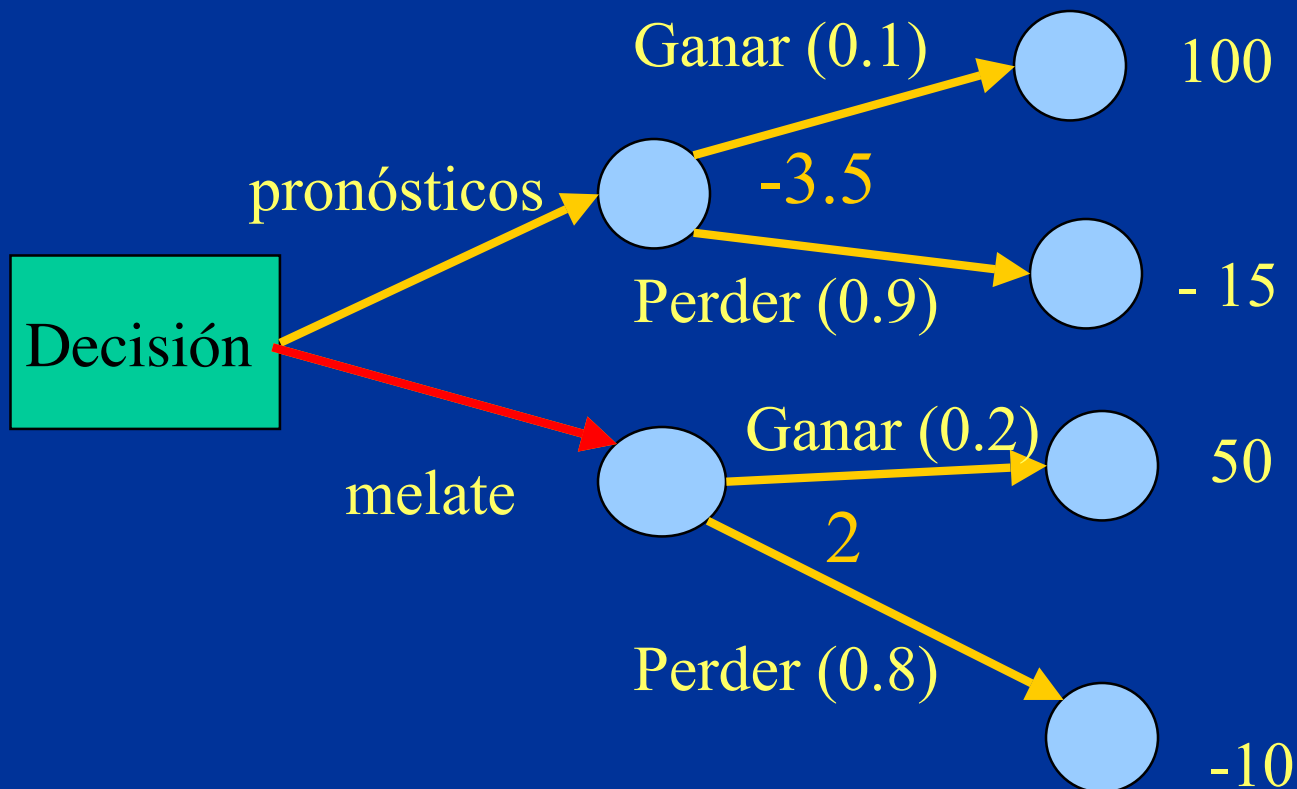 Ganar (0.1)
100
pronósticos
-3.5
- 15
Perder (0.9)
Decisión
Ganar (0.2)
50
melate
2
Perder (0.8)
-10